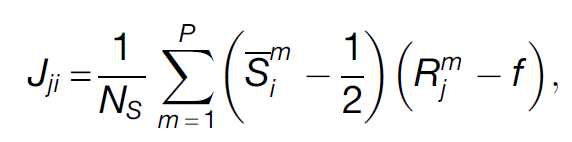 J_{ji} = \frac{1}{N_S} \sum_{m=1}^{P} \left( \overline{S}_i^m - \frac{1}{2} \right) \left( R_j^m - f \right),